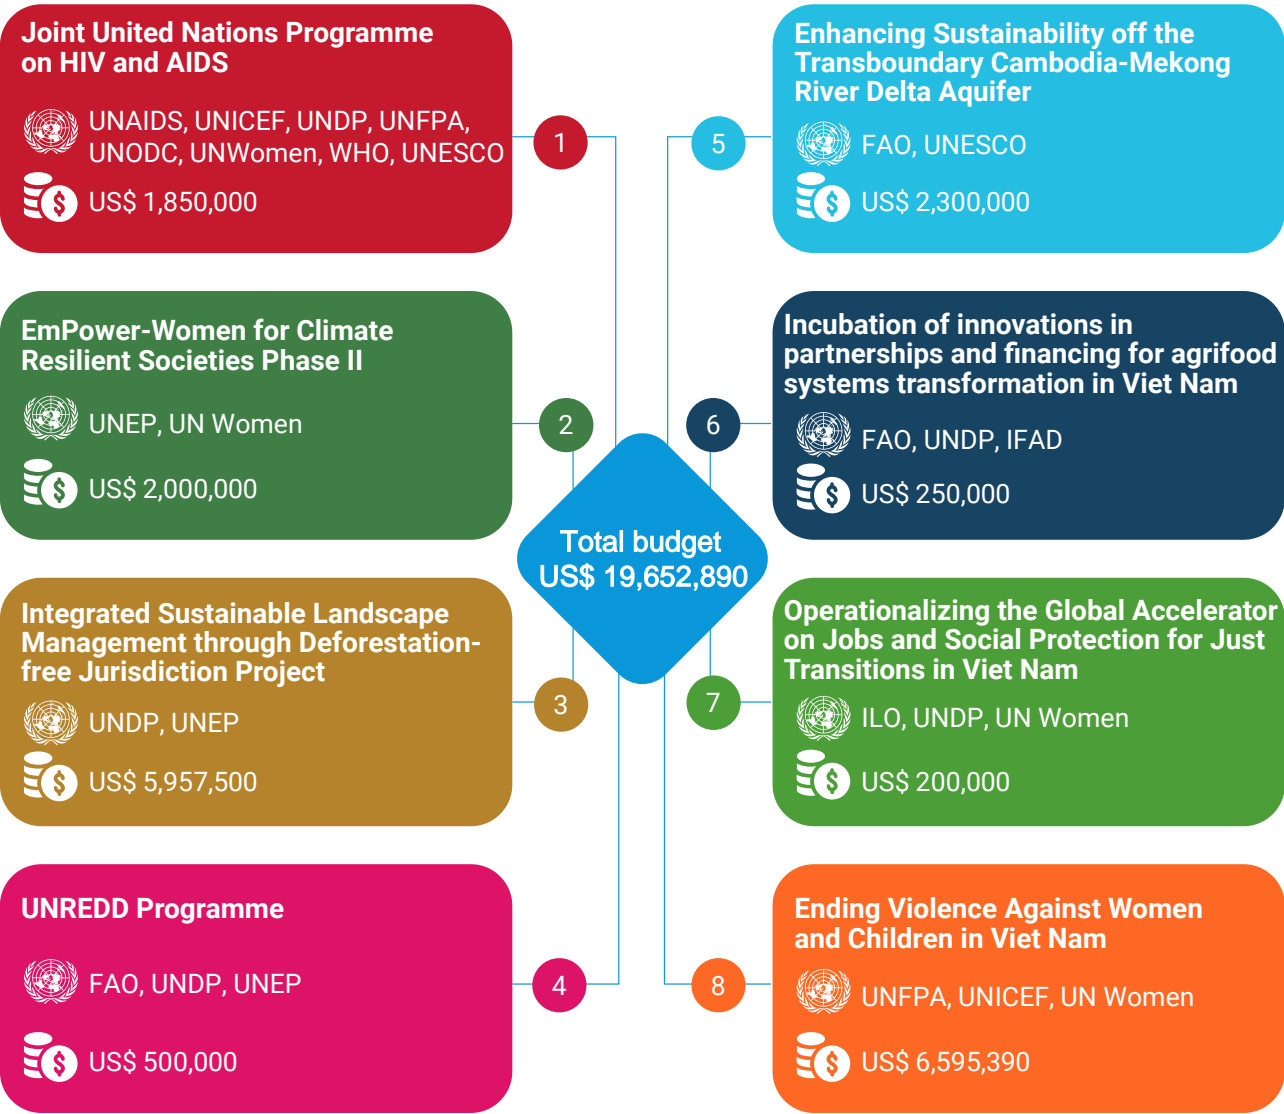 Joint United Nations Programme
on HIV and AIDS
UNAIDS, UNICEF, UNDP, UNFPA,
UNODC, UNWomen, WHO, UNESCO
US$ 1,850,000
1
EmPower-Women for Climate
Resilient Societies Phase II
UNEP, UN Women
US$ 2,000,000
2
Integrated Sustainable Landscape
Management through Deforestation-
free Jurisdiction Project
UNDP, UNEP
US$ 5,957,500
3
UNREDD Programme
FAO, UNDP, UNEP
US$ 500,000
4
Total budget
US$ 19,652,890
5
Enhancing Sustainability off the
Transboundary Cambodia-Mekong
River Delta Aquifer
FAO, UNESCO
US$ 2,300,000
6
Incubation of innovations in
partnerships and financing for agrifood
systems transformation in Viet Nam
FAO, UNDP, IFAD
US$ 250,000
7
Operationalizing the Global Accelerator
on Jobs and Social Protection for Just
Transitions in Viet Nam
ILO, UNDP, UN Women
US$ 200,000
8
Ending Violence Against Women
and Children in Viet Nam
UNFPA, UNICEF, UN Women
US$ 6,595,390